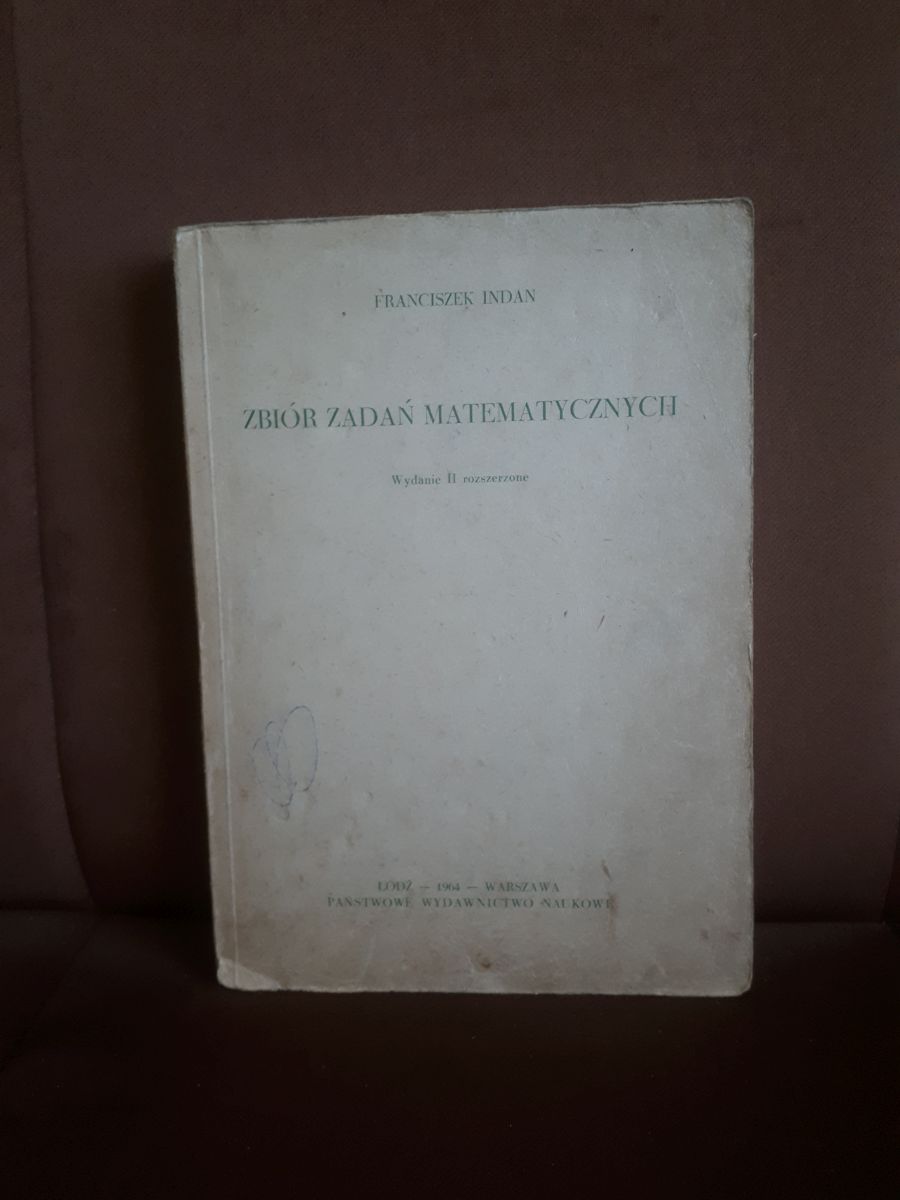 FRANCISZEK INDAN
ZBIÓR ZADAŃ MATEMATYCZNYCH
Wydanie II rozszerzone
ŁÓDŹ — 1964 — WARSZAWA
PAŃSTWOWE WYDAWNICTWO NAUKOWE